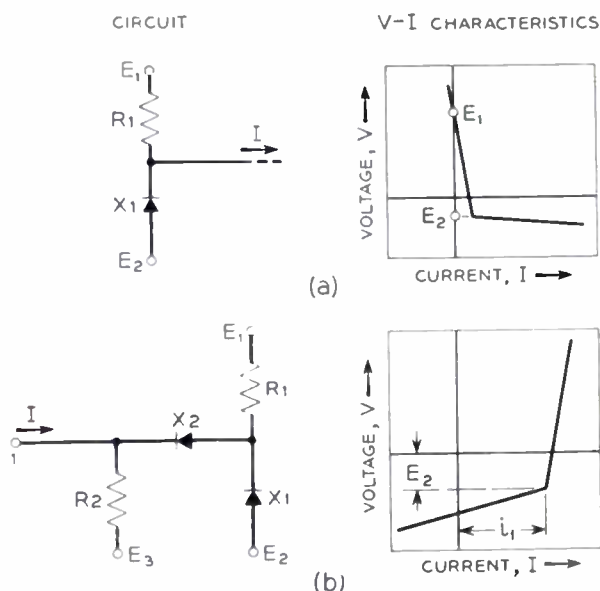 CIRCUIT
V-I CHARACTERISTICS
E1
R1
I
X1
E2
VOLTAGE, V
E1
E2
CURRENT, I
(a)
E1
R1
I
X2
1
R2
X1
E3
E2
VOLTAGE, V
E2
i1
CURRENT, I
(b)